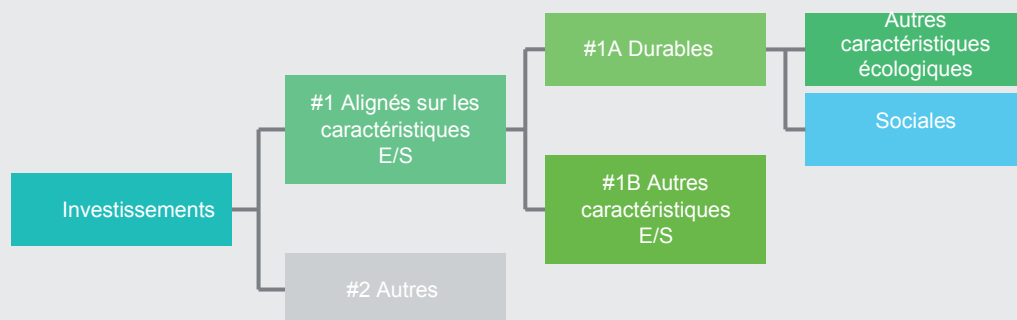 Investissements
#1 Alignés sur les
caractéristiques
E/S
#2 Autres
#1A Durables
#1B Autres
caractéristiques
E/S
Autres
caractéristiques
écologiques
Sociales